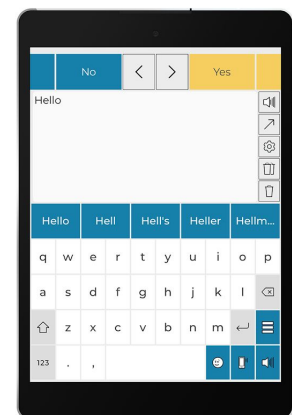 No < > Yes
Hello
Hello Hell Hell's Heller Hellm...
q w e r t y u i o p
a s d f g h j k l
z x c v b n m
123 . ,